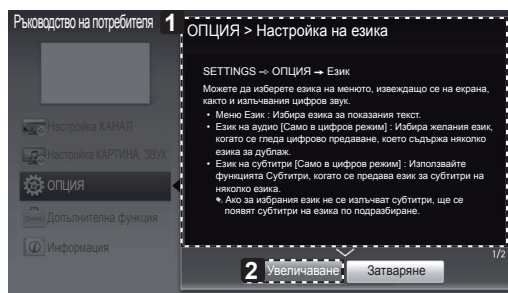 Ръководство на потребителя
1
ОПЦИЯ > Настройка на езика
Настройка КАНАЛ
Настройка КАРТИНА, ЗВУК
ОПЦИЯ
Допълнителна функция
Информация
SETTINGS ➾ ОПЦИЯ ➙ Език
Можете да изберете езика на менюто, извеждащо се на екрана,
както и излъчвания цифров звук.
• Меню Език : Избира езика за показания текст.
• Език на аудио [Само в цифров режим] : Избира желания език,
когато се гледа цифрово предаване, което съдържа няколко
езика за дублаж.
• Език на субтитри [Само в цифров режим] : Използвайте
функцията Субтитри, когато се предава език за субтитри на
няколко езика.
✎ Ако за избрания език не се излъчват субтитри, ще се
появят субтитри на езика по подразбиране.
1/2
2 Увеличаване
Затваряне